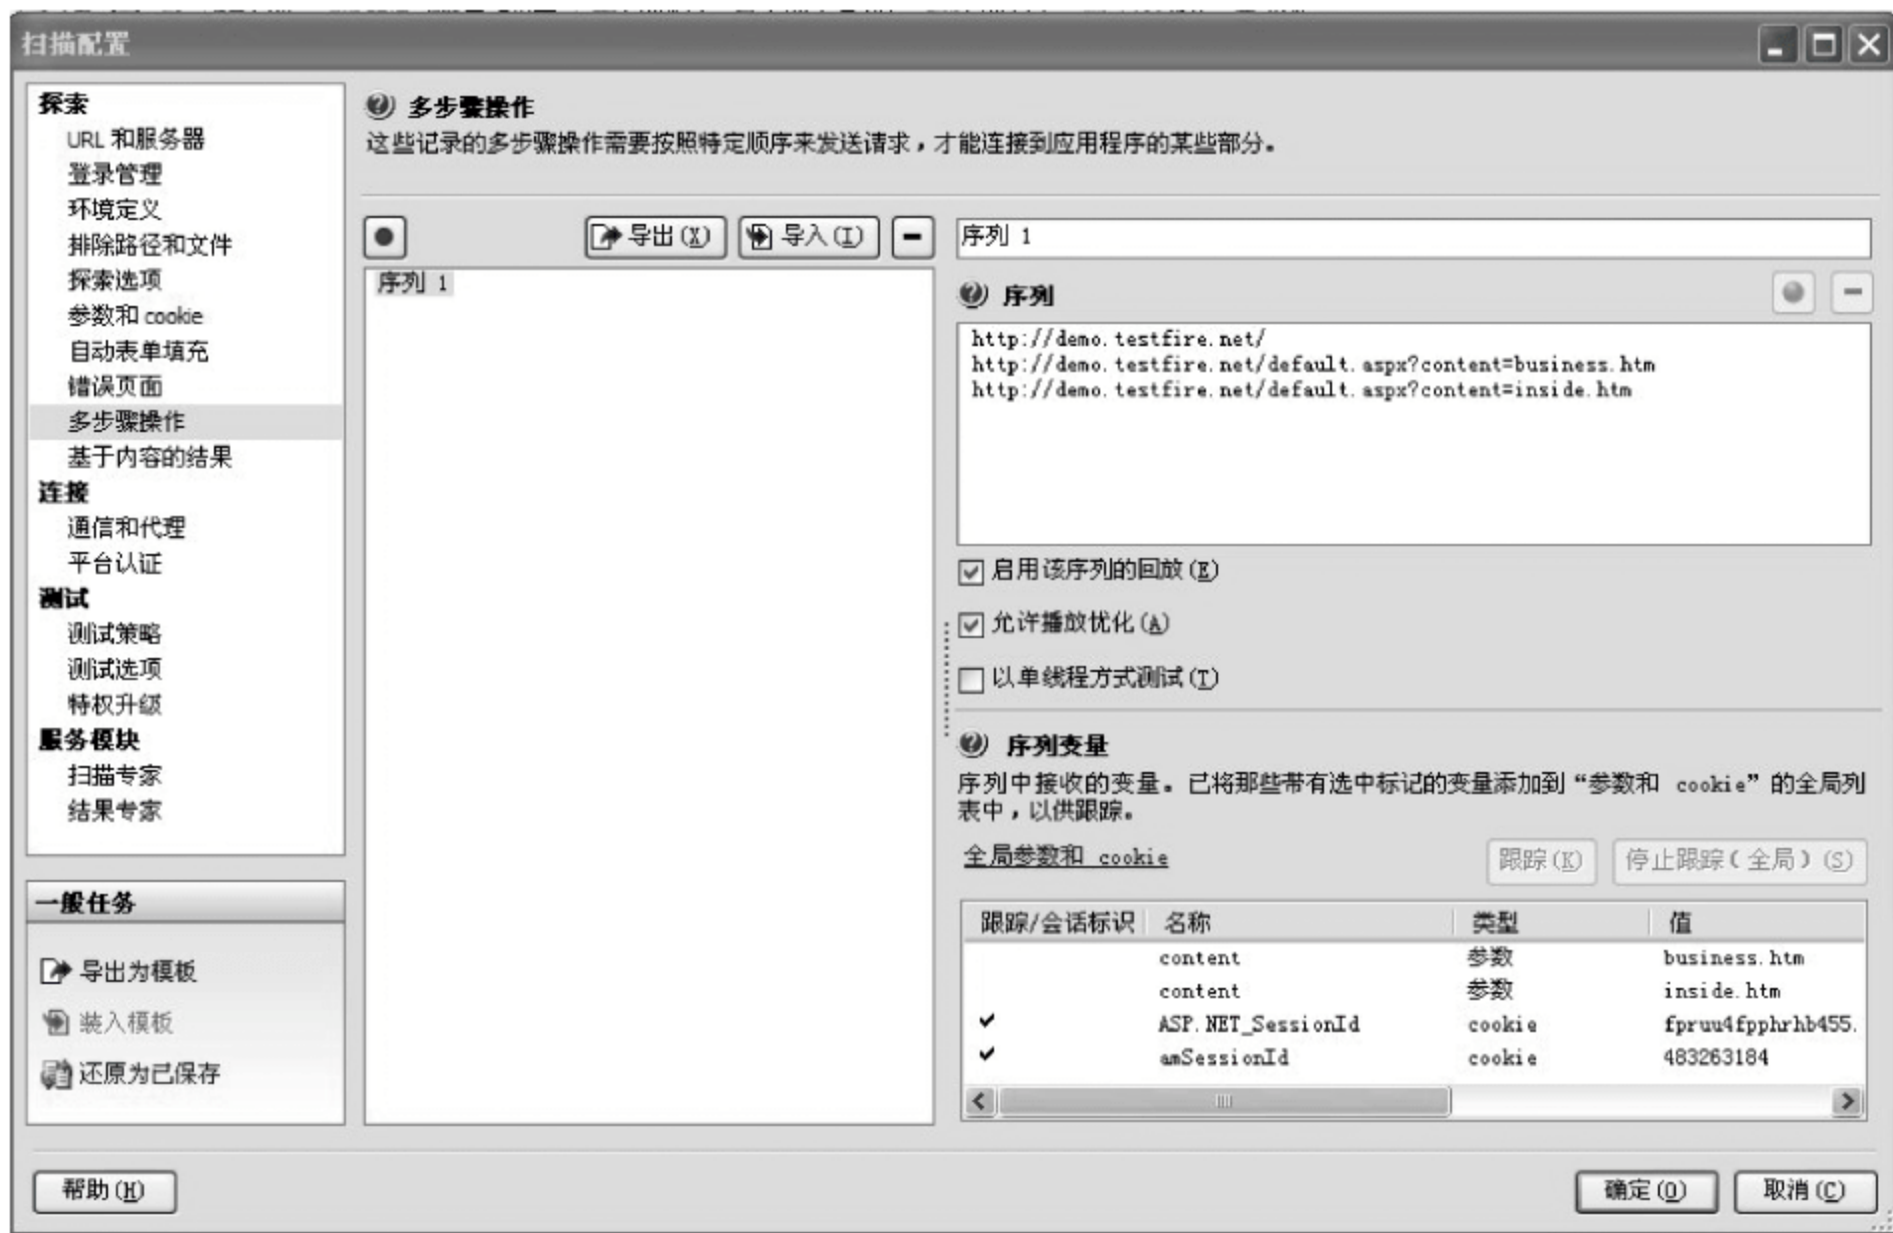 扫描配置
探索
URL 和服务器
登录管理
环境定义
排除路径和文件
探索选项
参数和 cookie
自动表单填充
错误页面
多步骤操作
基于内容的结果
连接
通信和代理
平台认证
测试
测试策略
测试选项
特权升级
服务模块
扫描专家
结果专家
一般任务
导出为模板
装入模板
还原为已保存
多步骤操作
这些记录的多步骤操作需要按照特定顺序来发送请求，才能连接到应用程序的某些部分。
导出(X) 导入(I)
序列 1
序列 1
序列
http://demo.testfire.net/
http://demo.testfire.net/default.aspx?content=business.htm
http://demo.testfire.net/default.aspx?content=inside.htm
启用该序列的回放(E)
允许播放优化(A)
以单线程方式测试(T)
序列变量
序列中接收的变量。已将那些带有选中标记的变量添加到“参数和 cookie”的全局列
表中，以供跟踪。
全局参数和 cookie 跟踪(K) 停止跟踪(全局)(S)
跟踪/会话标识 名称 类型 值
content 参数 business.htm
content 参数 inside.htm
ASP.NET_SessionId cookie fpruu4fpphrhb455.
amSessionId cookie 483263184
帮助(H) 确定(O) 取消(C)